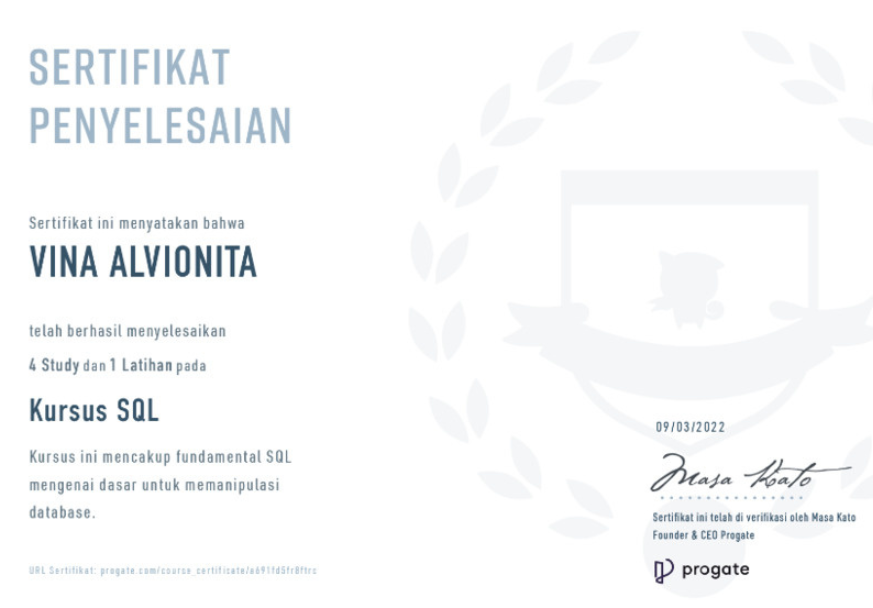 SERTIFIKAT
PENYELESAIAN
Sertifikat ini menyatakan bahwa
VINA ALVIONITA
telah berhasil menyelesaikan
4 Study dan 1 Latihan pada
Kursus SQL
Kursus ini mencakup fundamental SQL
mengenai dasar untuk memanipulasi
database.
09/03/2022
Masa Kato
Sertifikat ini telah di verifikasi oleh Masa Kato
Founder & CEO Progate
progate
URL Sertifikat: